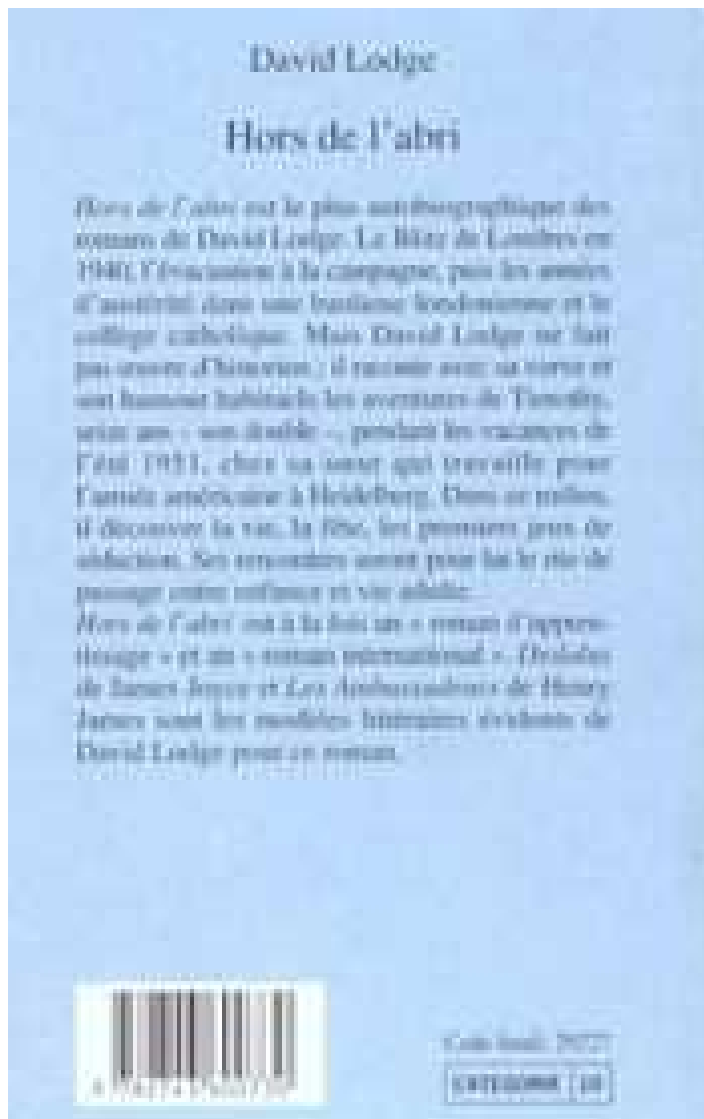 David Lodge
Hors de l'abri
Hors de l'abri est le plus autobiographique des
romans de David Lodge. Le Blitz de Londres en
1940, l'évacuation à la campagne, puis les années
d'austérité dans une banlieue londonienne et le
collège catholique. Mais David Lodge ne fait
pas œuvre d'historien ; il raconte avec sa verve et
son humour habituels les aventures de Timothy,
seize ans – son double –, pendant les vacances de
l'été 1951, chez sa sœur qui travaille pour
l'armée américaine à Heidelberg. Dans ce milieu,
il découvre la vie, la fête, les premiers jeux de
séduction. Ses rencontres seront pour lui le rite de
passage entre enfance et vie adulte.
Hors de l'abri est à la fois un « roman d'appren-
tissage » et un « roman international ». Dedalus
de James Joyce et Les Ambassadeurs de Henry
James sont les modèles littéraires évidents de
David Lodge pour ce roman.
CATEGORIE